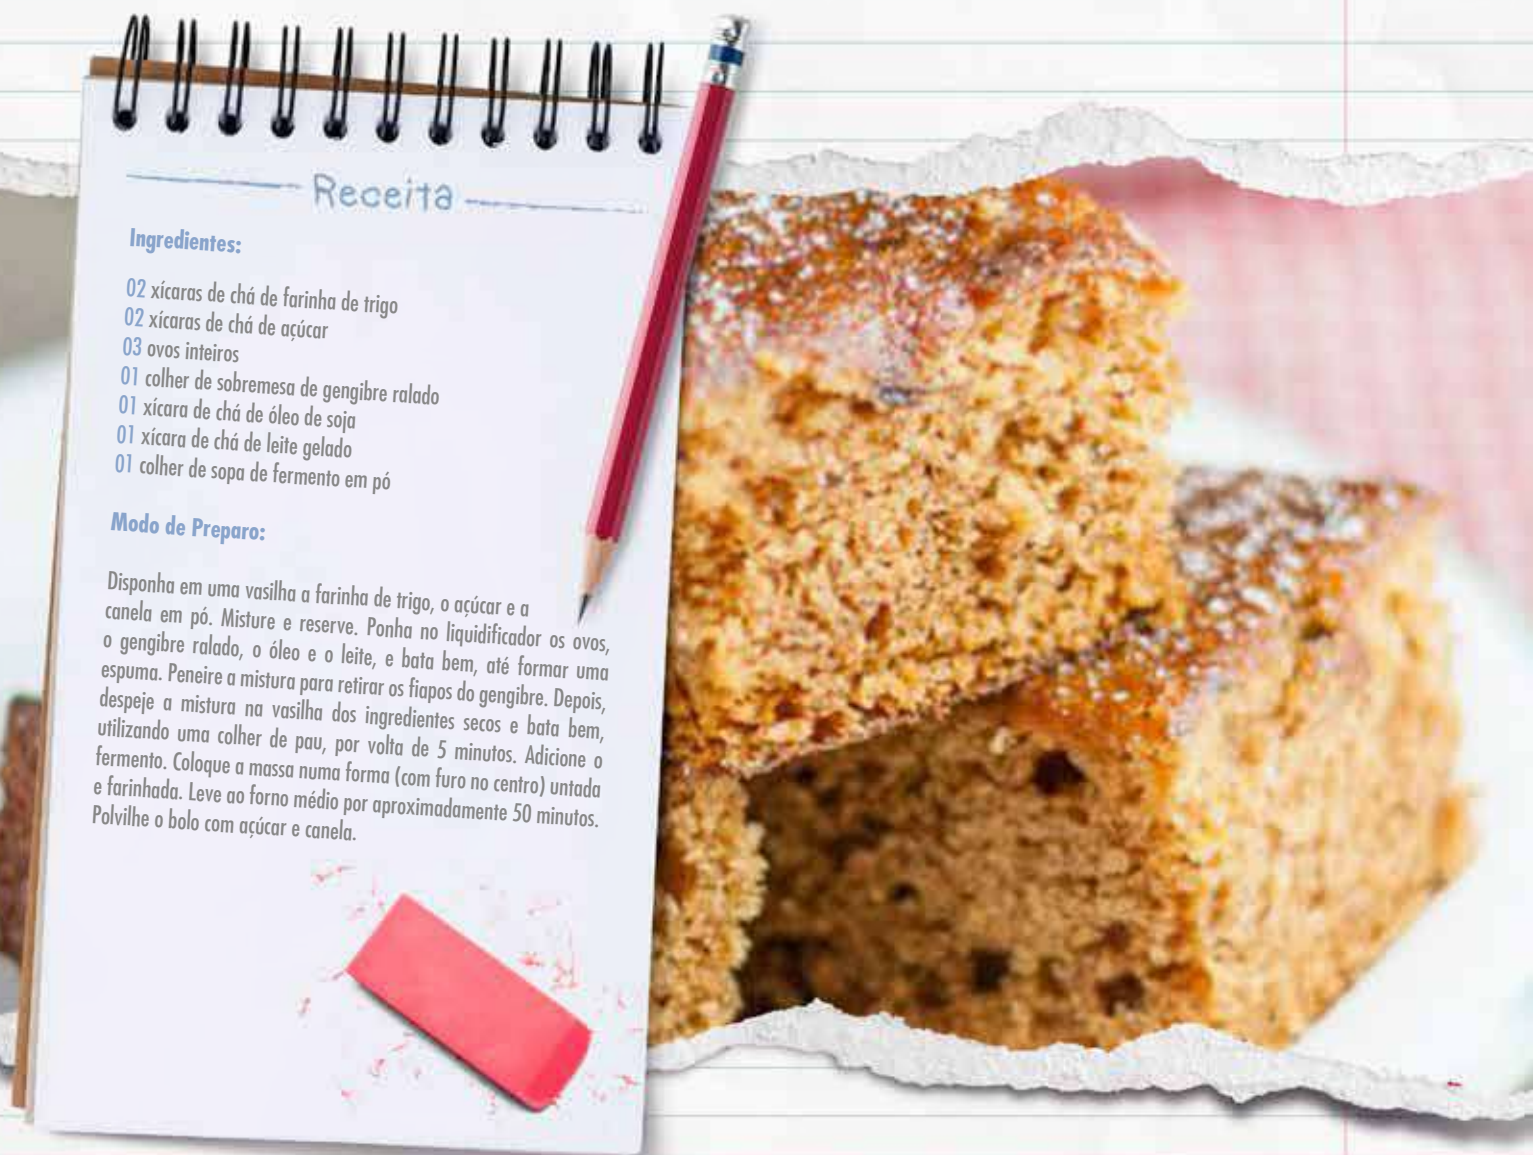 Receita
Ingredientes:
02 xícaras de chá de farinha de trigo
02 xícaras de chá de açúcar
03 ovos inteiros
01 colher de sobremesa de gengibre ralado
01 xícara de chá de óleo de soja
01 xícara de chá de leite gelado
01 colher de sopa de fermento em pó
Modo de Preparo:
Disponha em uma vasilha a farinha de trigo, o açúcar e a
canela em pó. Misture e reserve. Ponha no liquidificador os ovos,
o gengibre ralado, o óleo e o leite, e bata bem, até formar uma
espuma. Peneire a mistura para retirar os fiapos do gengibre. Depois,
despeje a mistura na vasilha dos ingredientes secos e bata bem,
utilizando uma colher de pau, por volta de 5 minutos. Adicione o
fermento. Coloque a massa numa forma (com furo no centro) untada
e farinhada. Leve ao forno médio por aproximadamente 50 minutos.
Polvilhe o bolo com açúcar e canela.